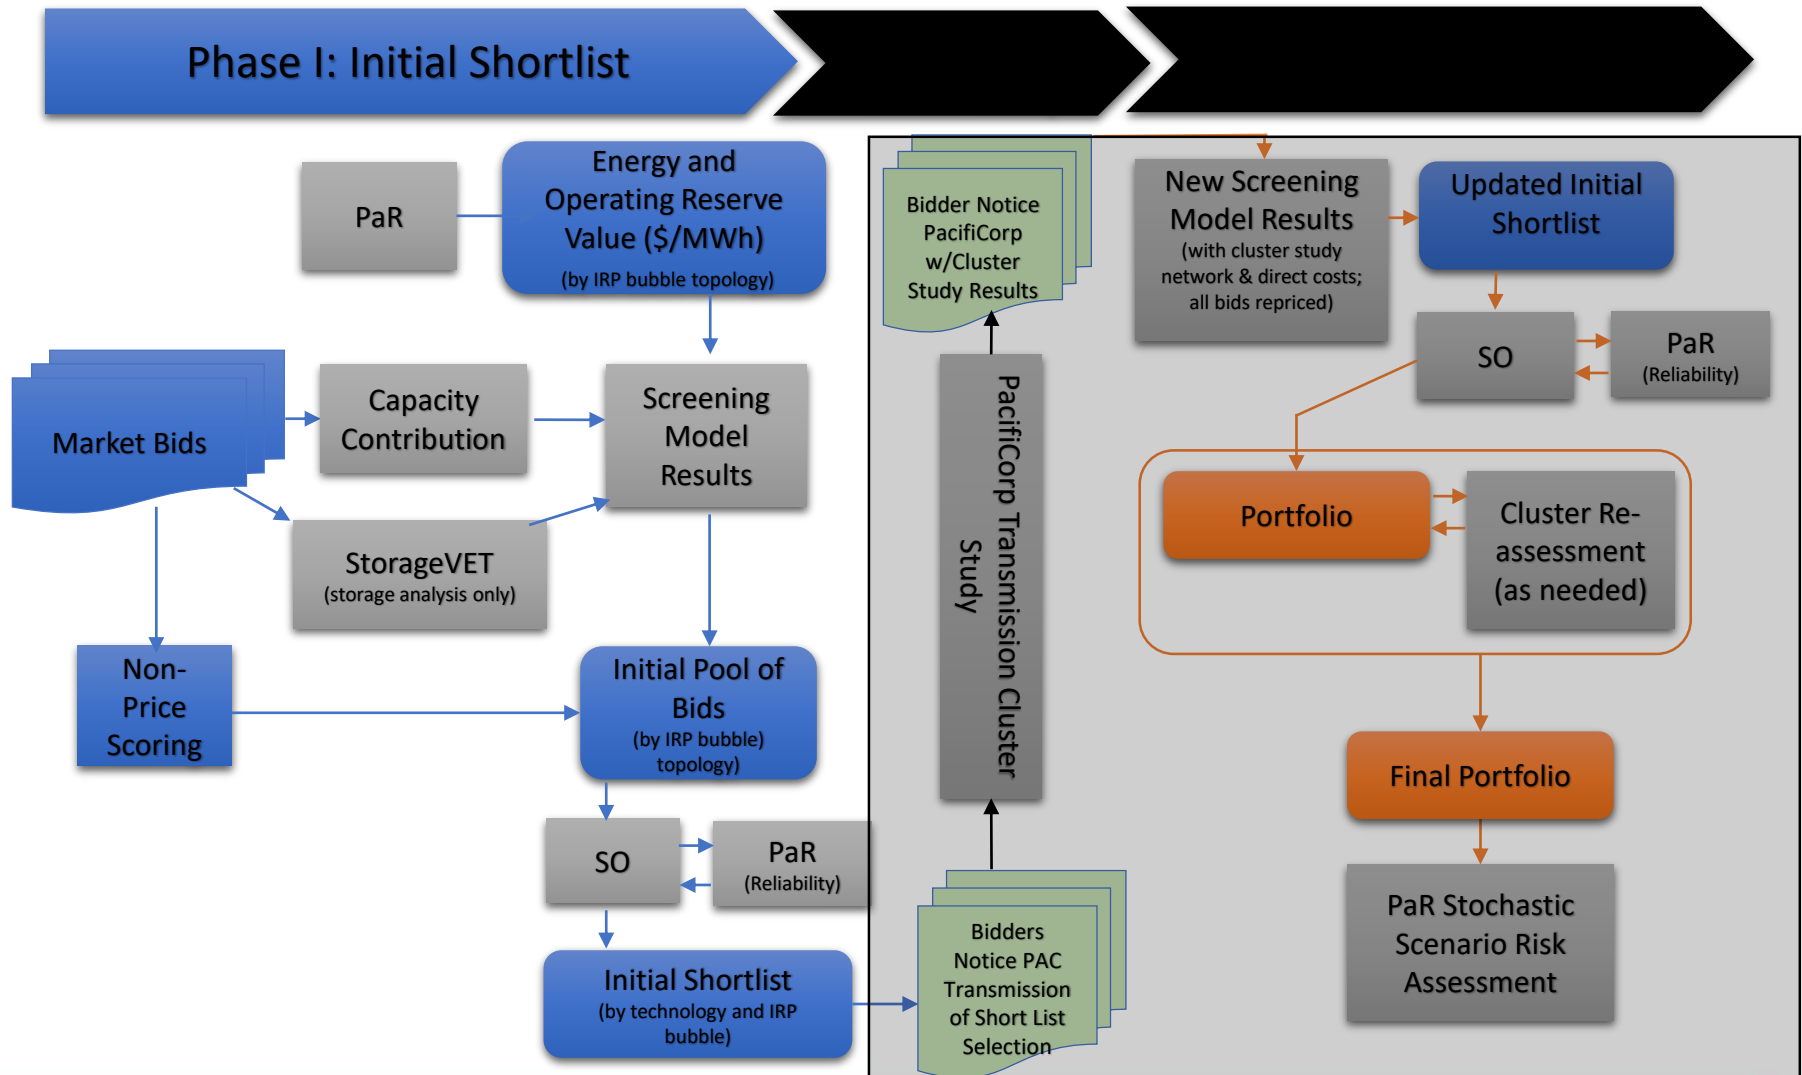 Phase I: Initial Shortlist
PaR
Energy and
Operating Reserve
Value ($/MWh)
(by IRP bubble topology)
Market Bids
Capacity
Contribution
Screening
Model
Results
StorageVET
(storage analysis only)
Non-
Price
Scoring
Initial Pool of
Bids
(by IRP bubble)
topology)
SO
PaR
(Reliability)
Initial Shortlist
(by technology and IRP
bubble)
Bidders
Notice PAC
Transmission
of Short List
Selection
PacifiCorp Transmission Cluster
Study
Bidder Notice
PacifiCorp
w/Cluster
Study Results
New Screening
Model Results
(with cluster study
network & direct costs;
all bids repriced)
Updated Initial
Shortlist
SO
PaR
(Reliability)
Portfolio
Cluster Re-
assessment
(as needed)
Final Portfolio
PaR Stochastic
Scenario Risk
Assessment